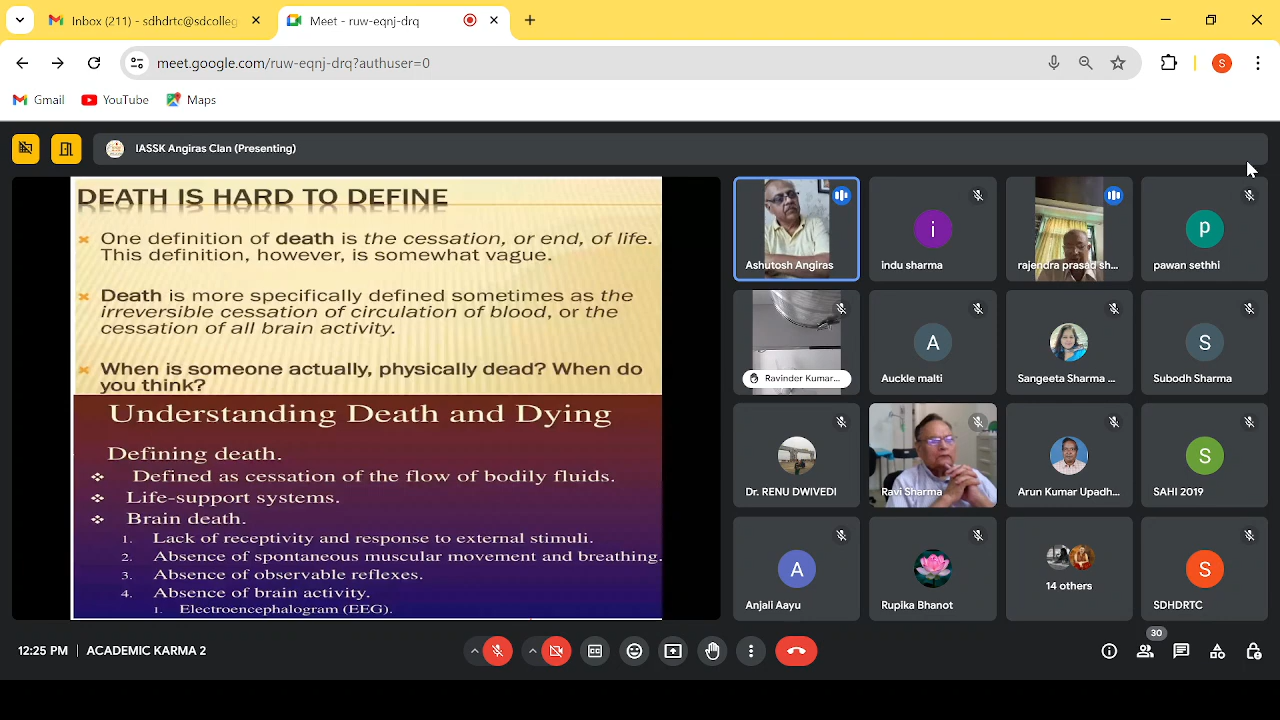 Inbox (211) - sdhdrtc@sdcolleg
Meet - ruw-eqnj-drq
meet.google.com/ruw-eqnj-drq?authuser=0
S
Gmail
YouTube
Maps
IASSK Angiras Clan (Presenting)
DEATH IS HARD TO DEFINE
One definition of death is the cessation, or end, of life.
This definition, however, is somewhat vague.
Death is more specifically defined sometimes as the
irreversible cessation of circulation of blood, or the
cessation of all brain activity.
When is someone actually, physically dead? When do
you think?
Understanding Death and Dying
Defining death.
Defined as cessation of the flow of bodily fluids.
Life-support systems.
Brain death.
1. Lack of receptivity and response to external stimuli.
2. Absence of spontaneous muscular movement and breathing.
3. Absence of observable reflexes.
4. Absence of brain activity.
1. Electroencephalogram (EEG).
Ashutosh Angiras
i
indu sharma
rajendra prasad sh...
p
pawan sethhi
Ravinder Kumar...
A
Auckle malti
Sangeeta Sharma ...
S
Subodh Sharma
Dr. RENU DWIVEDI
Ravi Sharma
Arun Kumar Upadh...
S
SAHI 2019
A
Anjali Aayu
Rupika Bhanot
14 others
S
SDHDRTC
12:25 PM | ACADEMIC KARMA 2
30